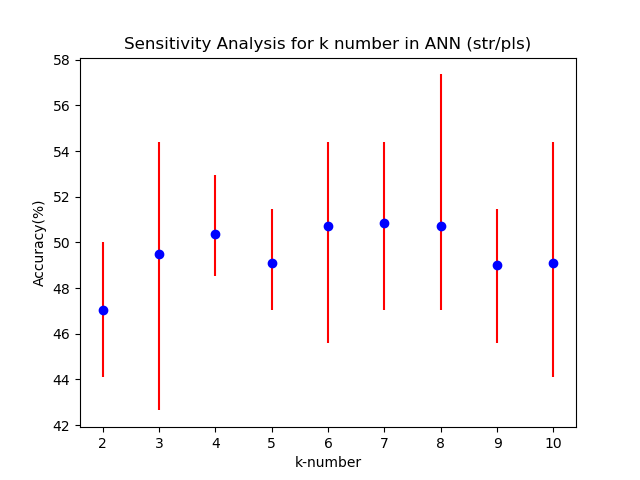 Sensitivity Analysis for k number in ANN (str/pls)
58
56
54
52
50
48
46
44
42
Accuracy(%)
2 3 4 5 6 7 8 9 10
k-number